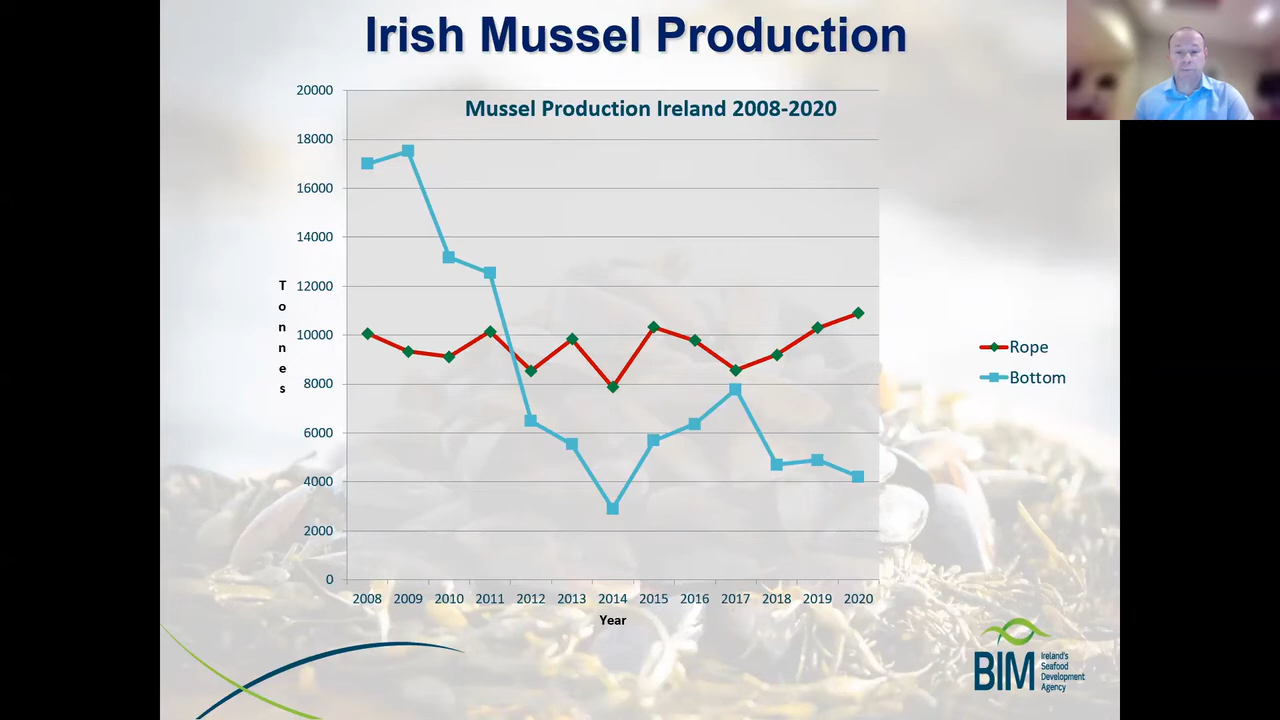 Irish Mussel Production
Mussel Production Ireland 2008-2020
20000
18000
16000
14000
12000
10000
8000
6000
4000
2000
0
Tonnes
2008 2009 2010 2011 2012 2013 2014 2015 2016 2017 2018 2019 2020
Year
Rope
Bottom
BIM
Ireland's
Seafood
Development
Agency